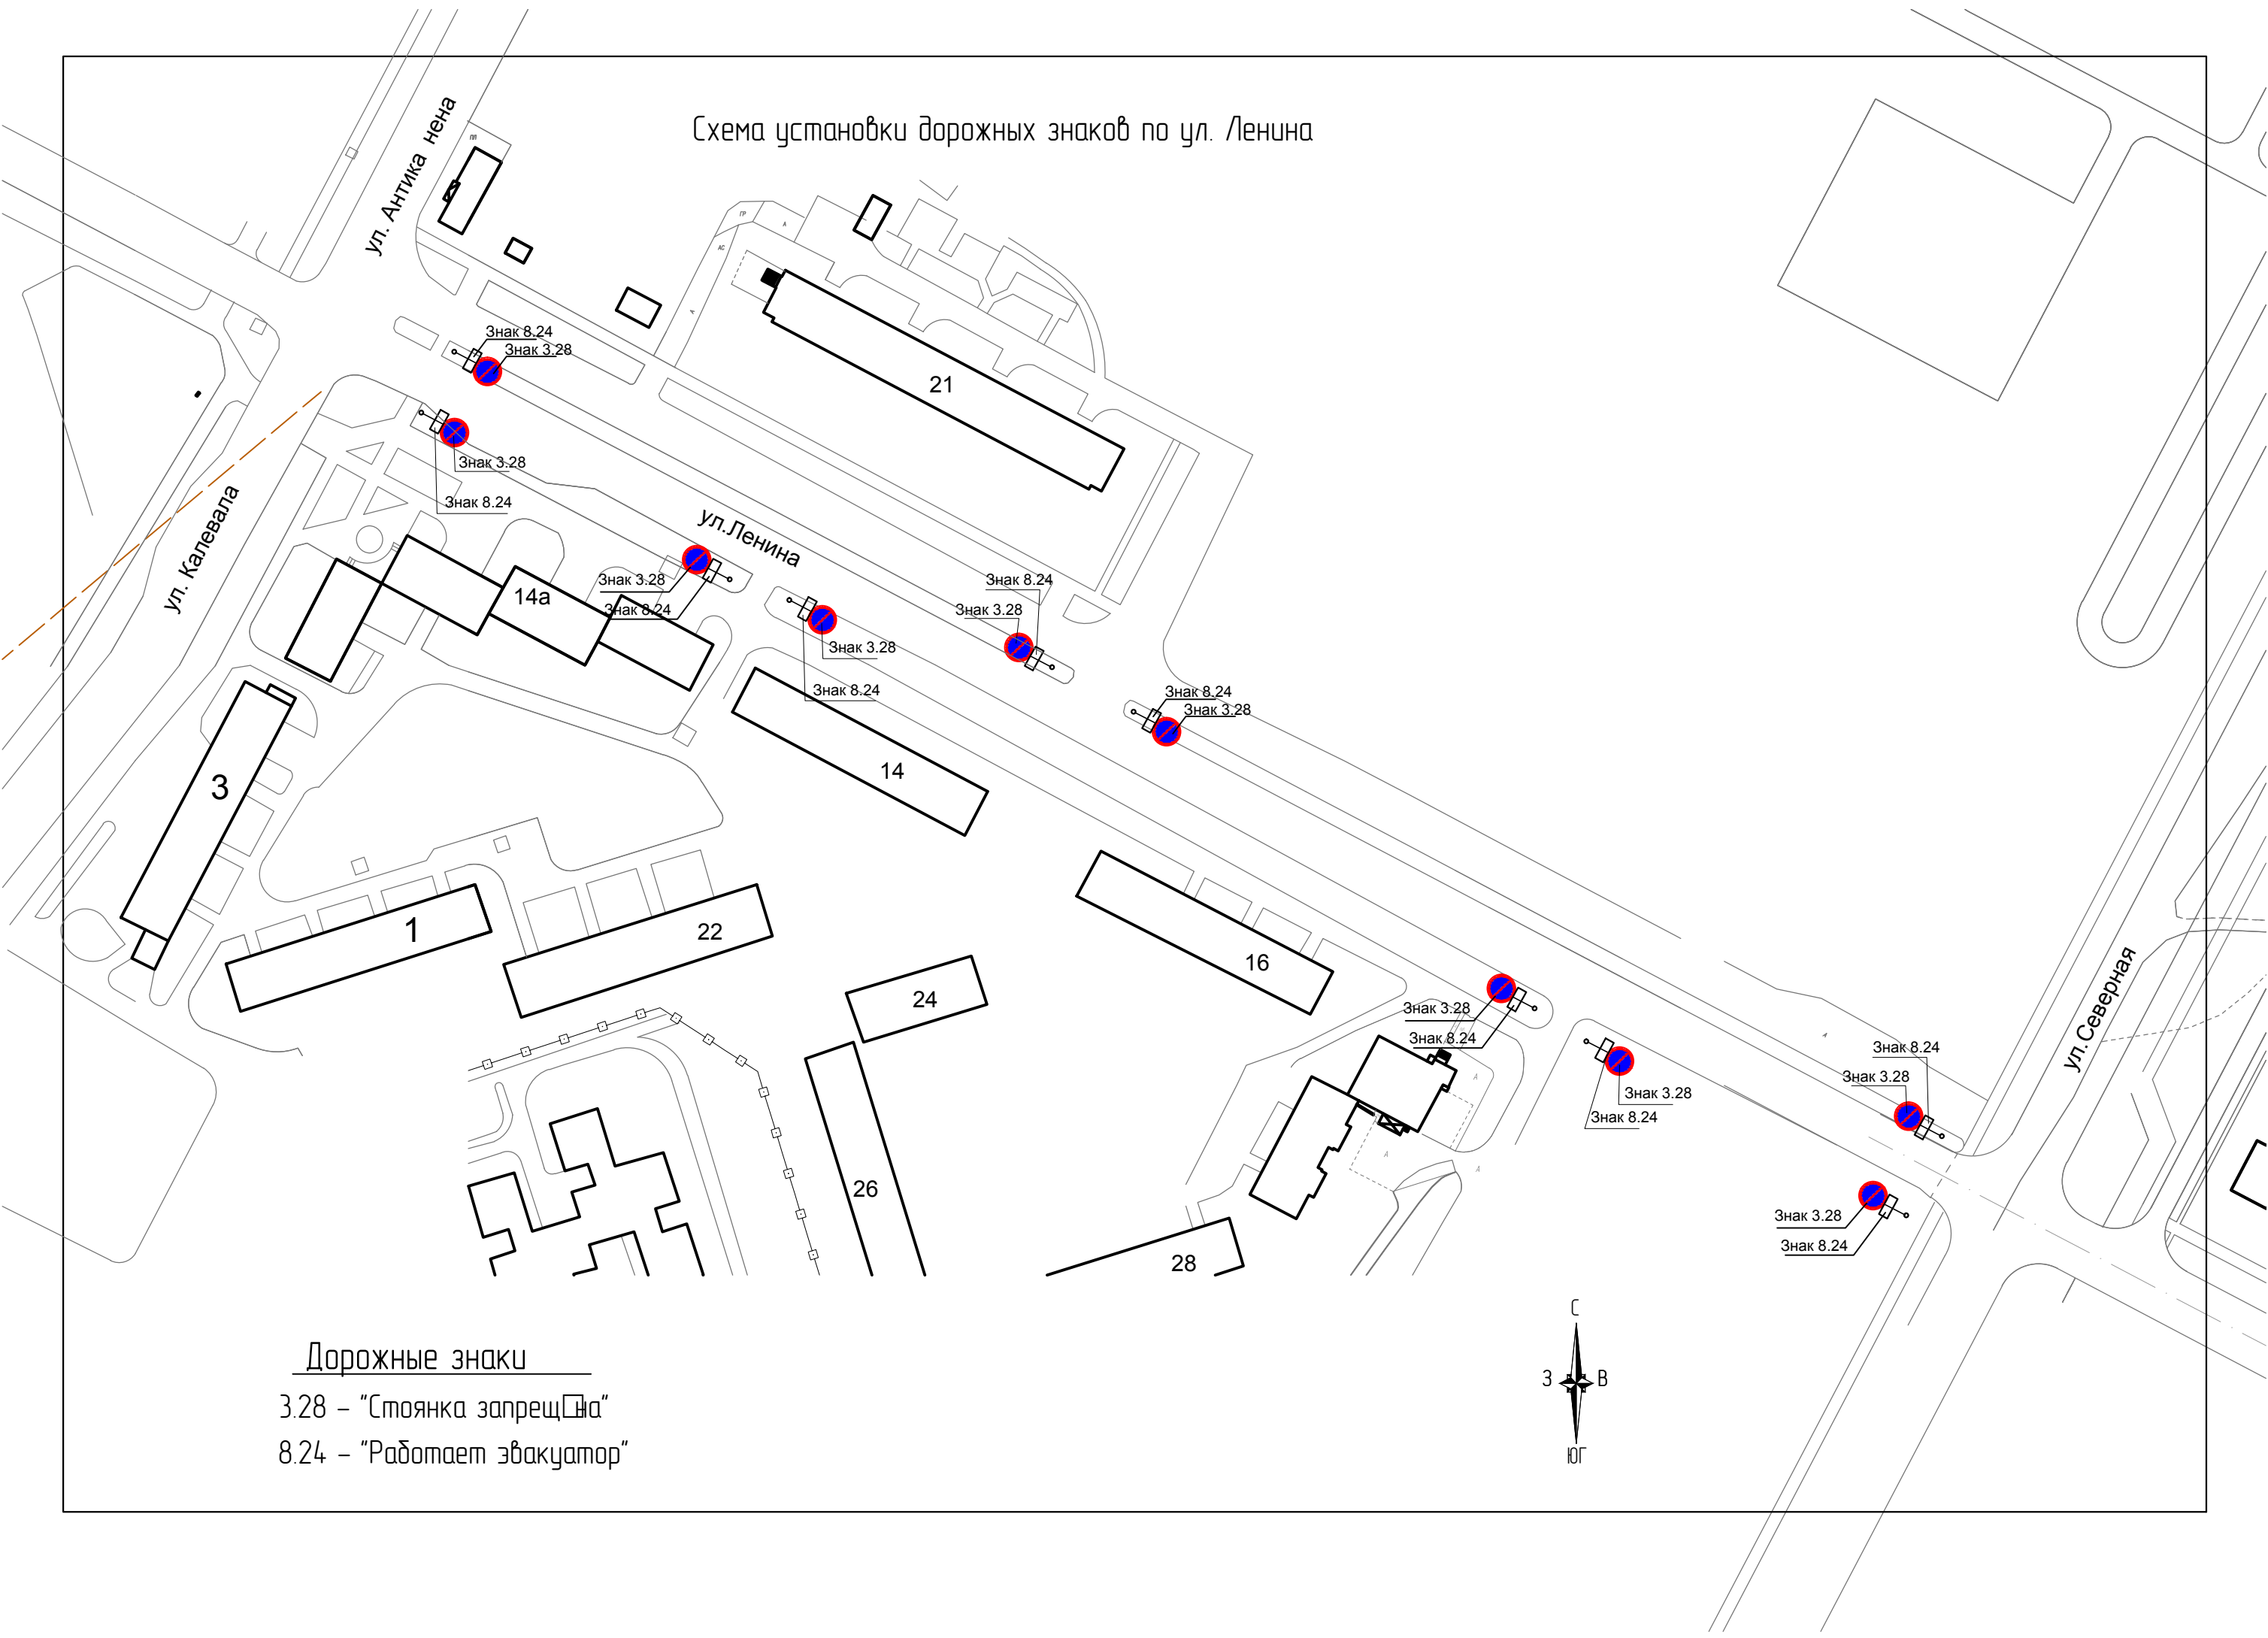 Схема установки дорожных знаков по ул. Ленина
ул. Антика нена
ПЛ
ГР
А
АС
А
21
Знак 8.24
Знак 3.28
Знак 3.28
Знак 8.24
ул. Калевала
ул.Ленина
14а
Знак 3.28
Знак 8.24
Знак 8.24
Знак 3.28
Знак 3.28
Знак 8.24
Знак 8.24
Знак 3.28
3
14
1
22
16
24
26
28
Знак 3.28
Знак 8.24
Знак 3.28
Знак 8.24
А
А
А
А
Знак 8.24
Знак 3.28
ул.Северная
Знак 3.28
Знак 8.24
С
З
В
ЮГ
Дорожные знаки
3.28 - "Стоянка запрещ□на"
8.24 - "Работает эвакуатор"